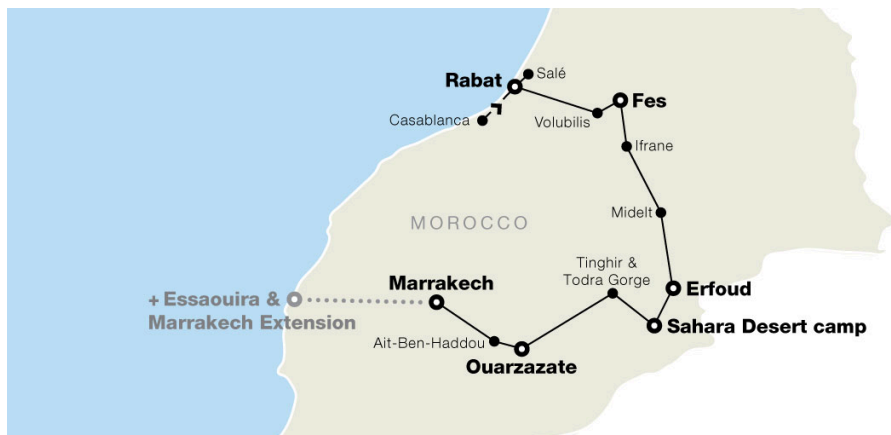 Rabat
Salé
Fes
Casablanca
Volubilis
Ifrane
Midelt
MOROCCO
Tinghir &
Todra Gorge
Marrakech
Erfoud
+ Essaouira &
Marrakech Extension
Sahara Desert camp
Ait-Ben-Haddou
Ouarzazate